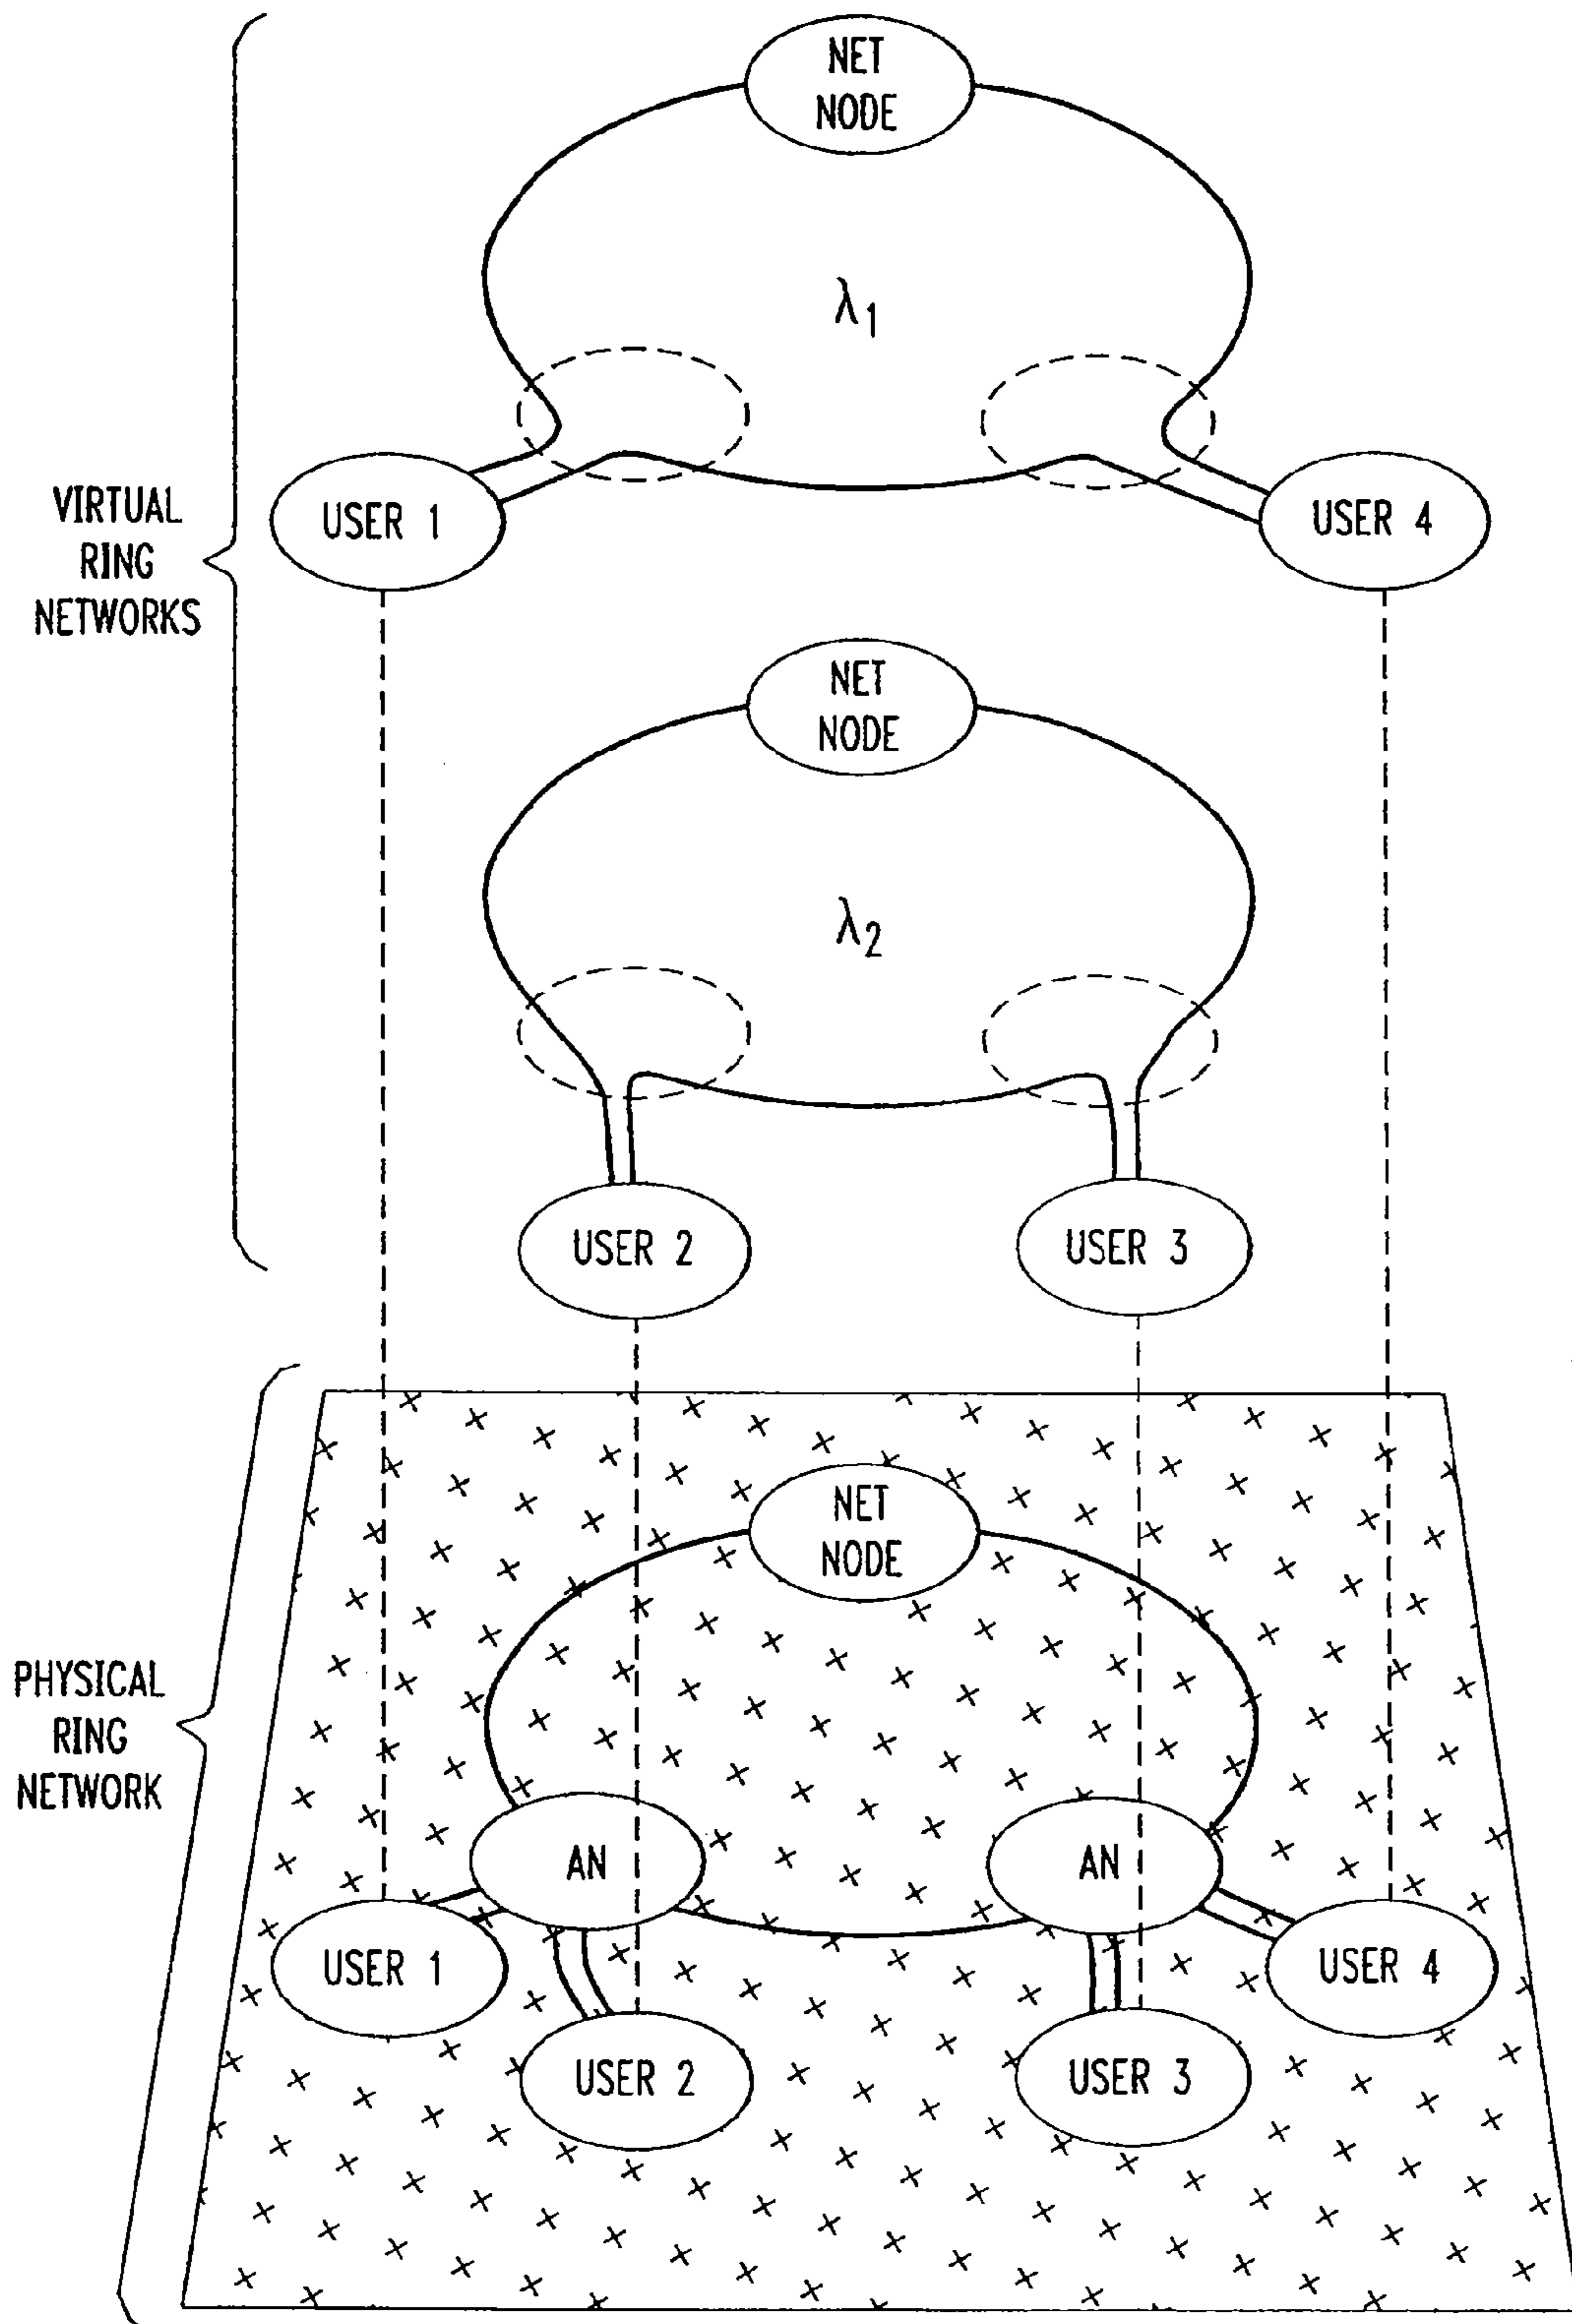 NET
NODE
λ1
USER 1
USER 4
VIRTUAL
RING
NETWORKS
NET
NODE
λ2
USER 2
USER 3
NET
NODE
PHYSICAL
RING
NETWORK
AN
AN
USER 1
USER 4
USER 2
USER 3